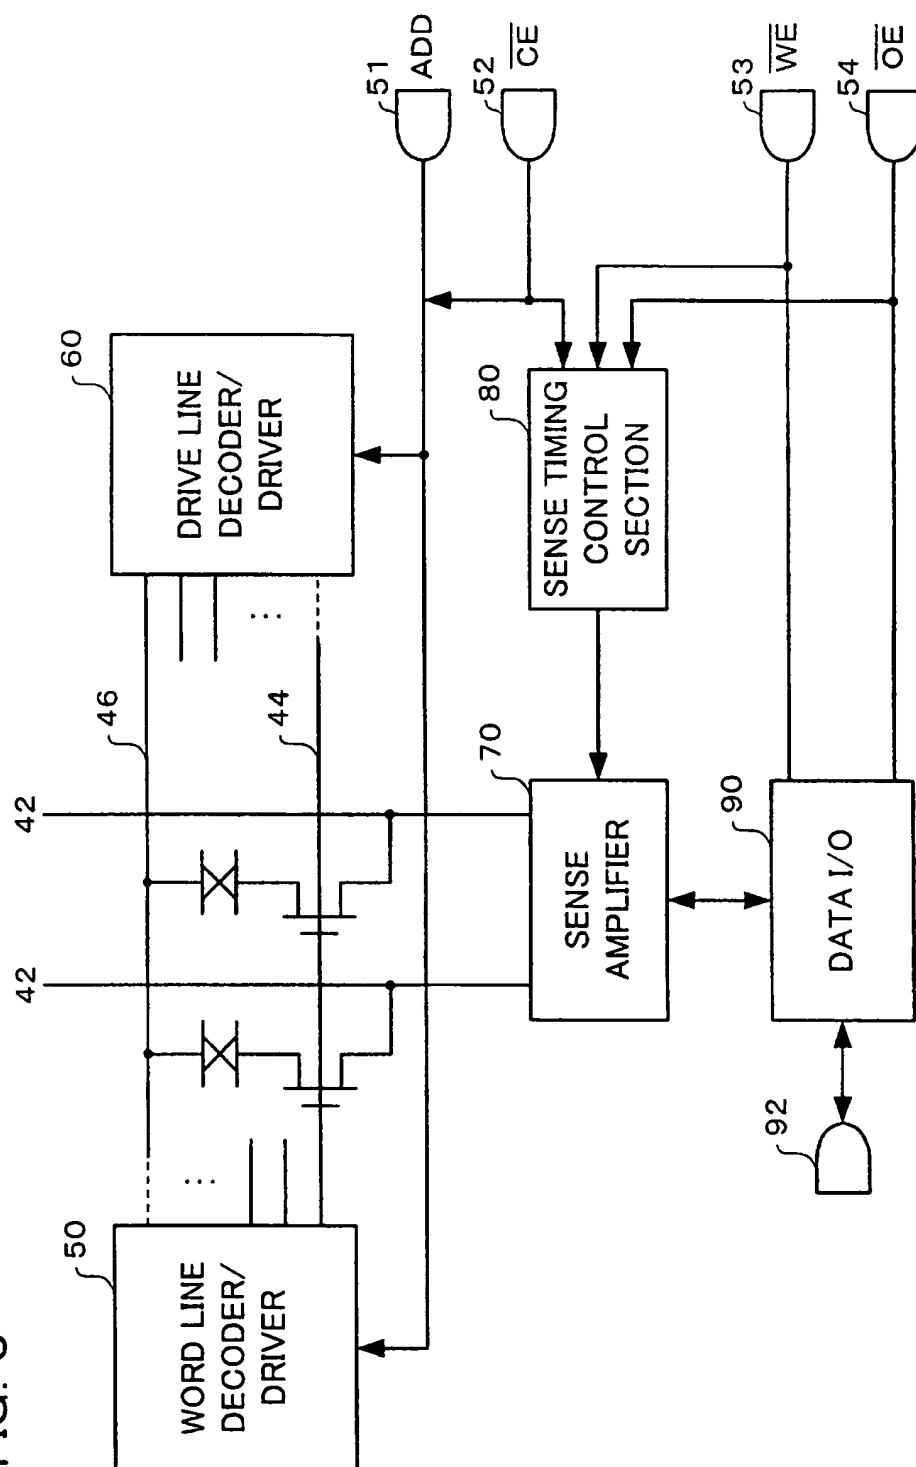 FIG.
42
42
50
46
60
WORD LINE
DECODER/
DRIVER
44
DRIVE LINE
DECODER/
DRIVER
51
ADD
52
CE
70
80
SENSE
AMPLIFIER
SENSE TIMING
CONTROL
SECTION
53
WE
92
90
DATA I/O
54
OE